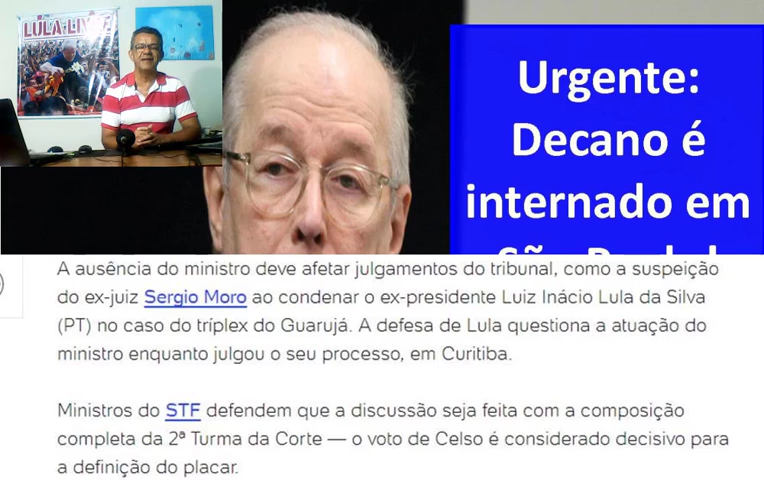 LULA LIVRE
Urgente:
Decano é
internado em
São Paulo!
A ausência do ministro deve afetar julgamentos do tribunal, como a suspeição
do ex-juiz Sergio Moro ao condenar o ex-presidente Luiz Inácio Lula da Silva
(PT) no caso do tríplex do Guarujá. A defesa de Lula questiona a atuação do
ministro enquanto julgou o seu processo, em Curitiba.
Ministros do STF defendem que a discussão seja feita com a composição
completa da 2ª Turma da Corte — o voto de Celso é considerado decisivo para
a definição do placar.